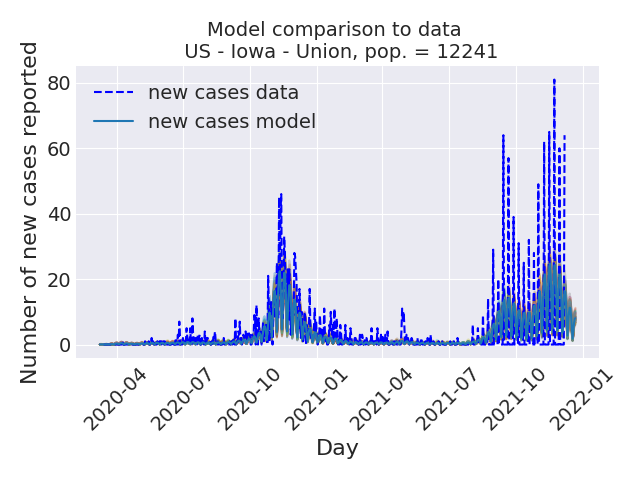 Model comparison to data
US - Iowa - Union, pop. = 12241
new cases data
new cases model
Number of new cases reported
80
60
40
20
0
2020-04
2020-07
2020-10
2021-01
2021-04
2021-07
2021-10
2022-01
Day